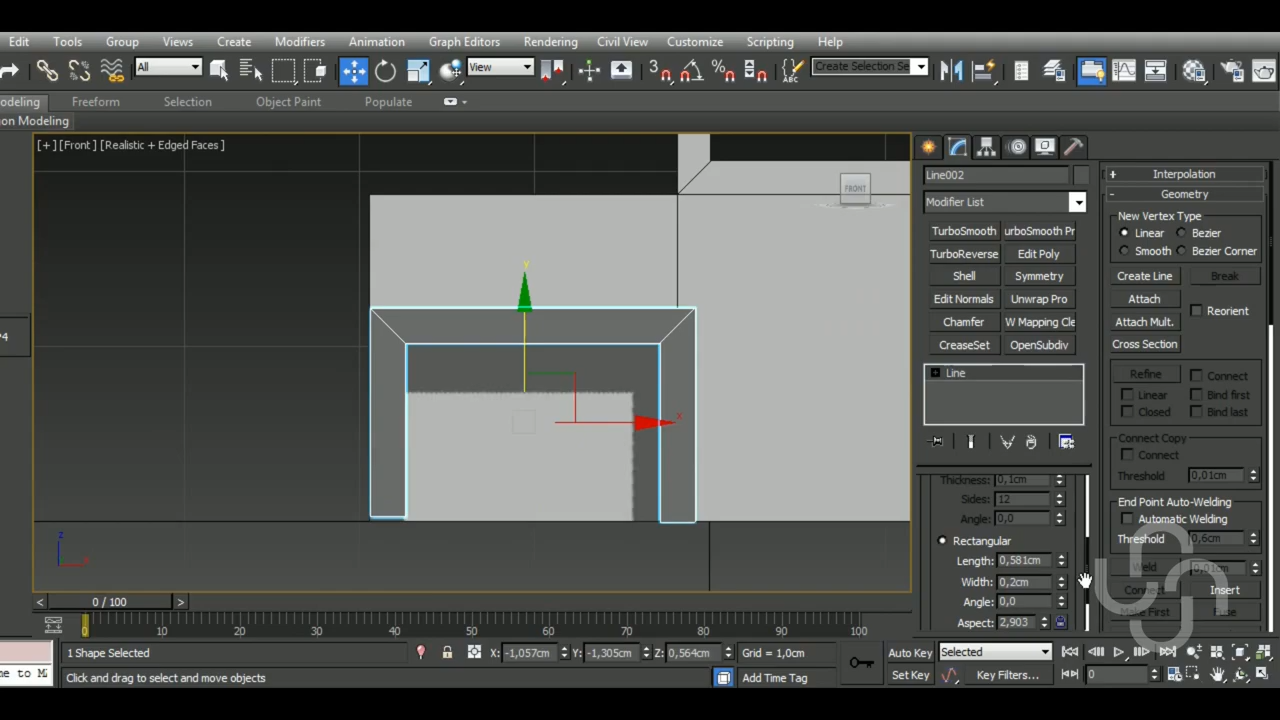 Edit Tools Group Views Create Modifiers Animation Graph Editors Rendering Civil View Customize Scripting Help
All View 3 Create Selection Se
odeling Freeform Selection Object Paint Populate
on Modeling
[+] [Front ] [Realistic + Edged Faces ]
FRONT
y
x
z
P4
Line002
Modifier List
TurboSmooth urboSmooth Pr
TurboReverse Edit Poly
Shell Symmetry
Edit Normals Unwrap Pro
Chamfer W Mapping Cle
CreaseSet OpenSubdiv
Line
Thickness: 0,1cm
Sides: 12
Angle: 0,0
Rectangular
Length: 0,581cm
Width: 0,2cm
Angle: 0,0
Aspect: 2,903
+ Interpolation
- Geometry
New Vertex Type
Linear Bezier
Smooth Bezier Corner
Create Line Break
Attach
Reorient
Attach Mult.
Cross Section
Refine Connect
Linear Bind first
Closed Bind last
Connect Copy
Connect
Threshold 0,01cm
End Point Auto-Welding
Automatic Welding
Threshold 0,6cm
Weld 0,01cm
Connect Insert
Make First Fuse
< 0 / 100 >
0 10 20 30 40 50 60 70 80 90 100
1 Shape Selected X: -1,057cm Y: -1,305cm Z: 0,564cm Grid = 1,0cm Auto Key Selected
ome to M
Click and drag to select and move objects Add Time Tag Set Key Key Filters... 0